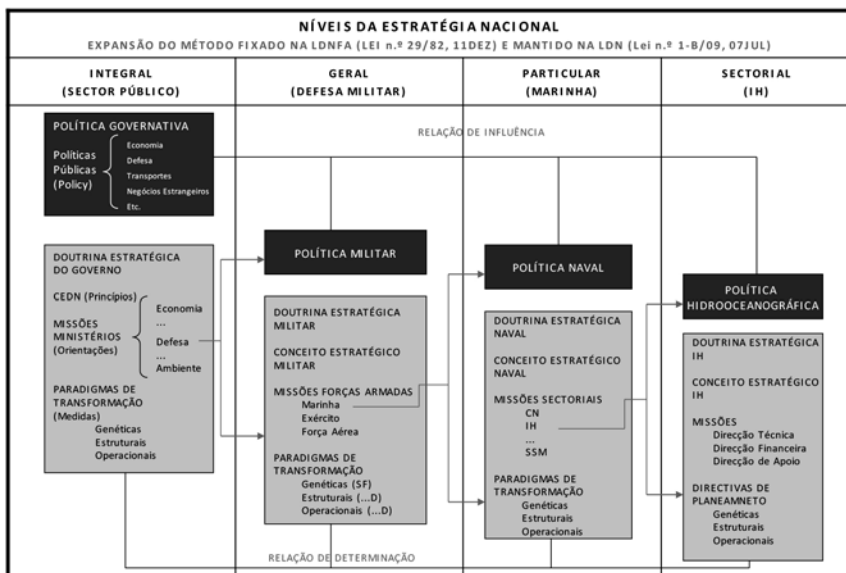 NÍVEIS DA ESTRATÉGIA NACIONAL
EXPANSÃO DO MÉTODO FIXADO NA LDNFA (LEI n.º 29/82, 11DEZ) E MANTIDO NA LDN (Lei n.º 1-B/09, 07JUL)
INTEGRAL
(SECTOR PÚBLICO)
GERAL
(DEFESA MILITAR)
PARTICULAR
(MARINHA)
SECTORIAL
(IH)
POLÍTICA GOVERNATIVA
Políticas
Públicas
(Policy)
Economia
Defesa
Transportes
Negócios Estrangeiros
Etc.
RELAÇÃO DE INFLUÊNCIA
DOUTRINA ESTRATÉGICA
DO GOVERNO
CEDN (Princípios)
MISSÕES
MINISTÉRIOS
(Orientações)
Economia
...
Defesa
...
Ambiente
PARADIGMAS DE
TRANSFORMAÇÃO
(Medidas)
Genéticas
Estruturais
Operacionais
POLÍTICA MILITAR
DOUTRINA ESTRATÉGICA
MILITAR
CONCEITO ESTRATÉGICO
MILITAR
MISSÕES FORÇAS ARMADAS
Marinha
Exército
Força Aérea
PARADIGMAS DE
TRANSFORMAÇÃO
Genéticas (SF)
Estruturais (...D)
Operacionais (...D)
POLÍTICA NAVAL
DOUTRINA ESTRATÉGICA
NAVAL
CONCEITO ESTRATÉGICO
NAVAL
MISSÕES SECTORIAIS
CN
IH
...
SSM
PARADIGMAS DE
TRANSFORMAÇÃO
Genéticas
Estruturais
Operacionais
POLÍTICA
HIDROOCEANOGRÁFICA
DOUTRINA ESTRATÉGICA
IH
CONCEITO ESTRATÉGICO
IH
MISSÕES
Direcção Técnica
Direcção Financeira
Direcção de Apoio
DIRECTIVAS DE
PLANEAMNETO
Genéticas
Estruturais
Operacionais
RELAÇÃO DE DETERMINAÇÃO